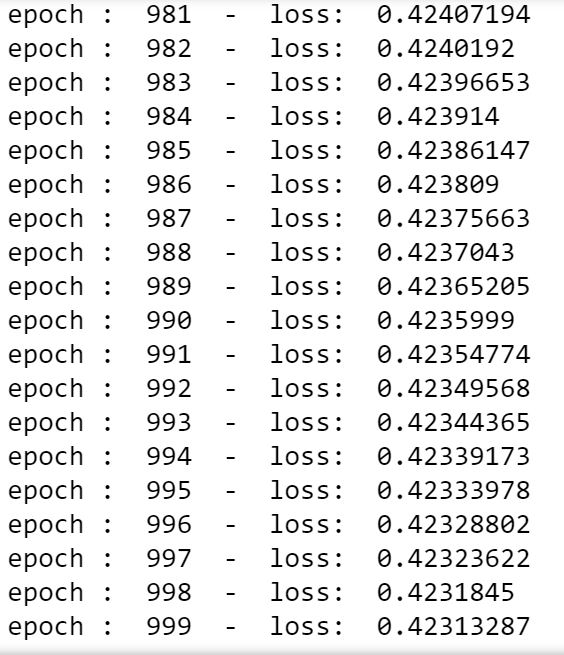 epoch :  981  -  loss:  0.42407194
epoch :  982  -  loss:  0.4240192
epoch :  983  -  loss:  0.42396653
epoch :  984  -  loss:  0.423914
epoch :  985  -  loss:  0.42386147
epoch :  986  -  loss:  0.423809
epoch :  987  -  loss:  0.42375663
epoch :  988  -  loss:  0.4237043
epoch :  989  -  loss:  0.42365205
epoch :  990  -  loss:  0.4235999
epoch :  991  -  loss:  0.42354774
epoch :  992  -  loss:  0.42349568
epoch :  993  -  loss:  0.42344365
epoch :  994  -  loss:  0.42339173
epoch :  995  -  loss:  0.42333978
epoch :  996  -  loss:  0.42328802
epoch :  997  -  loss:  0.42323622
epoch :  998  -  loss:  0.4231845
epoch :  999  -  loss:  0.42313287